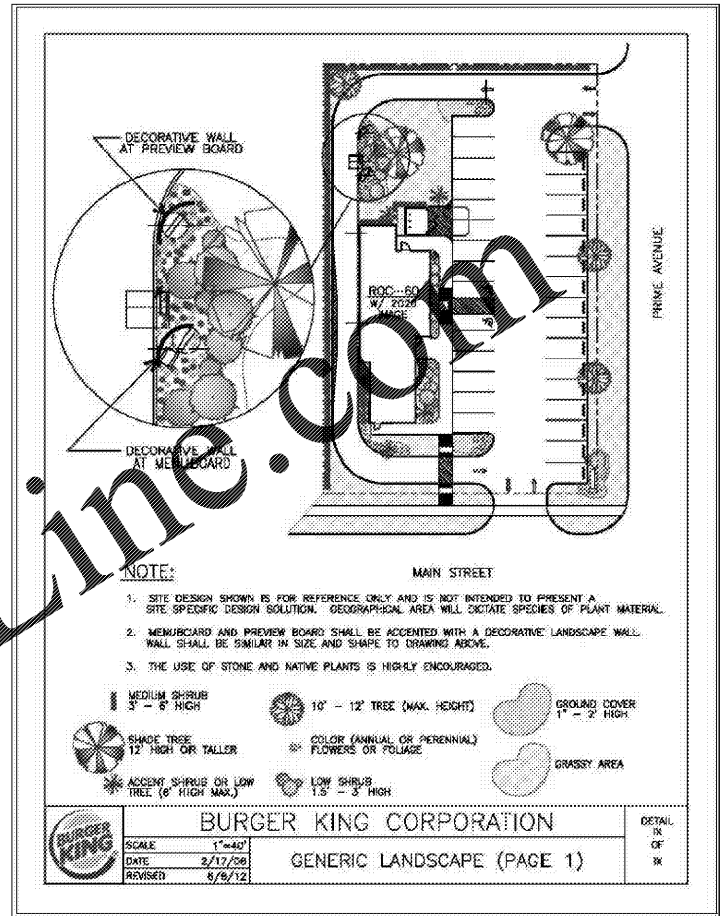 DECORATIVE WALL
AT PREVIEW BOARD
ROC-60
W/ 2020
IMAGE
PRIME AVENUE
DECORATIVE WALL
AT MENUBOARD
Line.com
NOTE:
MAIN STREET
1. SITE DESIGN SHOWN IS FOR REFERENCE ONLY AND IS NOT INTENDED TO PRESENT A
SITE SPECIFIC DESIGN SOLUTION. GEOGRAPHICAL AREA WILL DICTATE SPECIES OF PLANT MATERIAL.
2. MENUBOARD AND PREVIEW BOARD SHALL BE ACCENTED WITH A DECORATIVE LANDSCAPE WALL.
WALL SHALL BE SIMILAR IN SIZE AND SHAPE TO DRAWING ABOVE.
3. THE USE OF STONE AND NATIVE PLANTS IS HIGHLY ENCOURAGED.
MEDIUM SHRUB
3' - 6' HIGH
10' - 12' TREE (MAX. HEIGHT)
GROUND COVER
1" - 2' HIGH
SHADE TREE
12' HIGH OR TALLER
COLOR (ANNUAL OR PERENNIAL)
FLOWERS OR FOLIAGE
GRASSY AREA
ACCENT SHRUB OR LOW
TREE (6' HIGH MAX.)
LOW SHRUB
1.5' - 3' HIGH
BURGER KING
BURGER KING CORPORATION
SCALE 1"=40'
DATE 2/17/06
REVISED 6/6/12
GENERIC LANDSCAPE (PAGE 1)
DETAIL
OF